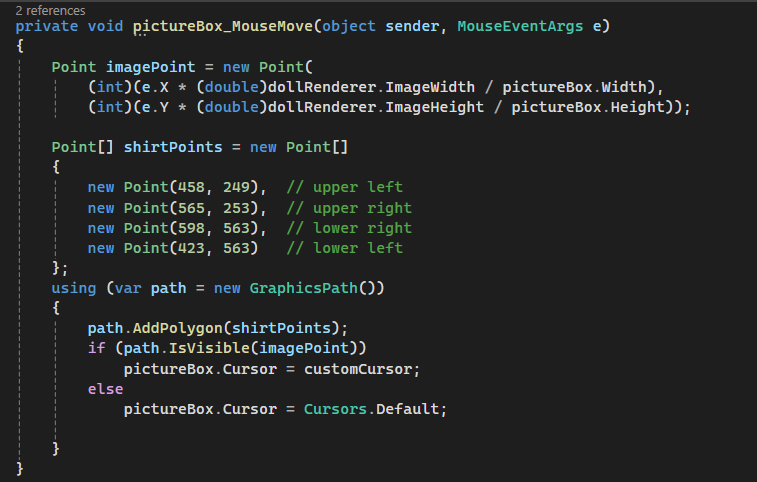 2 references
private void pictureBox_MouseMove(object sender, MouseEventArgs e)
{
    Point imagePoint = new Point(
        (int)(e.X * (double)dollRenderer.ImageWidth / pictureBox.Width),
        (int)(e.Y * (double)dollRenderer.ImageHeight / pictureBox.Height));

    Point[] shirtPoints = new Point[]
    {
        new Point(458, 249),  // upper left
        new Point(565, 253),  // upper right
        new Point(598, 563),  // lower right
        new Point(423, 563)   // lower left
    };
    using (var path = new GraphicsPath())
    {
        path.AddPolygon(shirtPoints);
        if (path.IsVisible(imagePoint))
            pictureBox.Cursor = customCursor;
        else
            pictureBox.Cursor = Cursors.Default;

    }
}